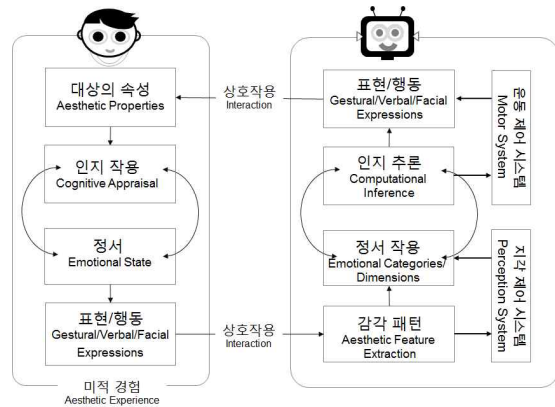 대상의 속성
Aesthetic Properties
인지 작용
Cognitive Appraisal
정서
Emotional State
표현/행동
Gestural/Verbal/Facial
Expressions
미적 경험
Aesthetic Experience
상호작용
Interaction
상호작용
Interaction
표현/행동
Gestural/Verbal/Facial
Expressions
인지 추론
Computational
Inference
정서 작용
Emotional Categories/
Dimensions
감각 패턴
Aesthetic Feature
Extraction
운동 제어 시스템
Motor System
지각 제어 시스템
Perception System